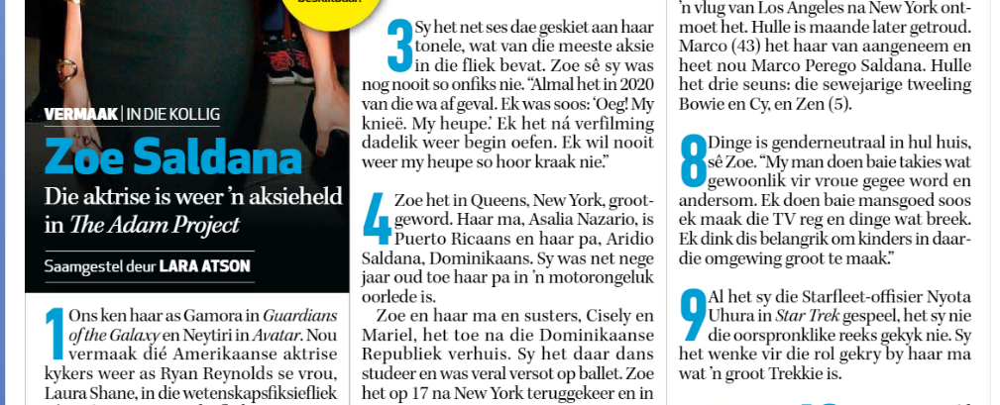 VERMAAK | IN DIE KOLLIG
Zoe Saldana
Die aktrise is weer 'n aksieheld
in The Adam Project
Saamgestel deur LARA ATSON
1 Ons ken haar as Gamora in Guardians
of the Galaxy en Neytiri in Avatar. Nou
vermaak dié Amerikaanse aktrise
kykers weer as Ryan Reynolds se vrou,
Laura Shane, in die wetenskapsfiksiefliek
3 Sy het net ses dae geskiet aan haar
tonele, wat van die meeste aksie
in die fliek bevat. Zoe sê sy was
nog nooit so onfiks nie. “Almal het in 2020
van die wa af geval. Ek was soos: ‘Oeg! My
knieë. My heupe.’ Ek het ná verfilming
dadelik weer begin oefen. Ek wil nooit
weer my heupe so hoor kraak nie.”
4 Zoe het in Queens, New York, groot-
geword. Haar ma, Asalia Nazario, is
Puerto Ricaans en haar pa, Aridio
Saldana, Dominikaans. Sy was net nege
jaar oud toe haar pa in 'n motorongeluk
oorlede is.
Zoe en haar ma en susters, Cisely en
Mariel, het toe na die Dominikaanse
Republiek verhuis. Sy het daar dans
studeer en was veral versot op ballet. Zoe
het op 17 na New York teruggekeer en in
'n vlug van Los Angeles na New York ont-
moet het. Hulle is maande later getroud.
Marco (43) het haar van aangeneem en
heet nou Marco Perego Saldana. Hulle
het drie seuns: die sewejarige tweeling
Bowie en Cy, en Zen (5).
8 Dinge is genderneutraal in hul huis,
sê Zoe. “My man doen baie takies wat
gewoonlik vir vroue gegee word en
andersom. Ek doen baie mansgoed soos
ek maak die TV reg en dinge wat breek.
Ek dink dis belangrik om kinders in daar-
die omgewing groot te maak.”
9 Al het sy die Starfleet-offisier Nyota
Uhura in Star Trek gespeel, het sy nie
die oorspronklike reeks gekyk nie. Sy
het wenke vir die rol gekry by haar ma
wat 'n groot Trekkie is.